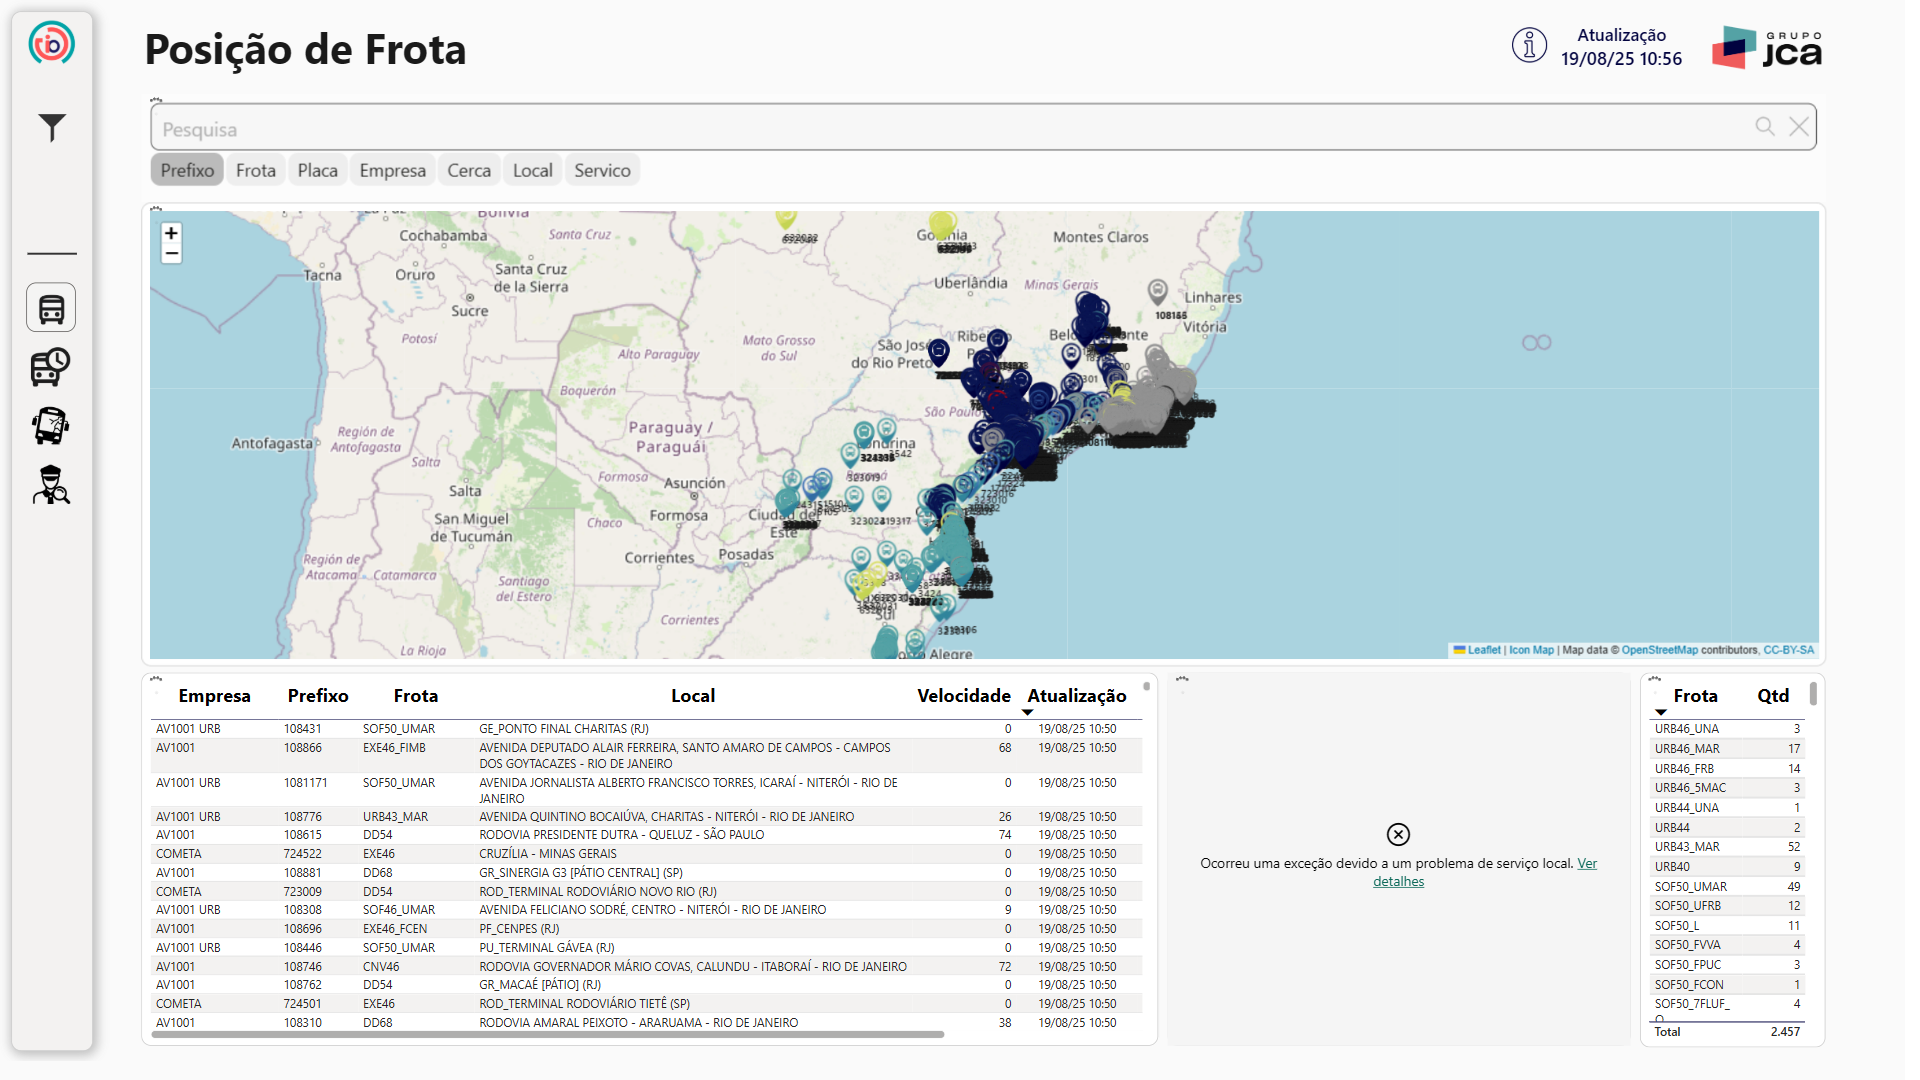 Posição de Frota
Atualização
19/08/25 10:56
GRUPO
jca
Pesquisa
Prefixo Frota Placa Empresa Cerca Local Servico
+
−
Bolivia
Cochabamba
Santa Cruz
Montes Claros
Tacna
Oruro
Santa Cruz
de la Sierra
Uberlândia
Minas Gerais
Linhares
Sucre
108155
Vitória
Potosí
Mato Grosso
do Sul
São José
do Rio Preto
Alto Paraguay
Boquerón
São Paulo
Antofagasta
Región de
Antofagasta
Paraguay /
Paraguái
Salta
Formosa
Asunción
Salta
323024
319317
San Miguel
de Tucumán
Chaco
Formosa
Ciudad del
Este
Corrientes
Posadas
Región de
Atacama
Catamarca
Santiago
del Estero
3424
Sul
Corrientes
La Rioja
Leaflet | Icon Map | Map data © OpenStreetMap contributors, CC-BY-SA
Empresa Prefixo Frota Local Velocidade Atualização
AV1001 URB 108431 SOF50_UMAR GE_PONTO FINAL CHARITAS (RJ) 0 19/08/25 10:50
AV1001 108866 EXE46_FIMB AVENIDA DEPUTADO ALAIR FERREIRA, SANTO AMARO DE CAMPOS - CAMPOS 68 19/08/25 10:50
DOS GOYTACAZES - RIO DE JANEIRO
AV1001 URB 1081171 SOF50_UMAR AVENIDA JORNALISTA ALBERTO FRANCISCO TORRES, ICARAÍ - NITERÓI - RIO DE 0 19/08/25 10:50
JANEIRO
AV1001 URB 108776 URB43_MAR AVENIDA QUINTINO BOCAIÚVA, CHARITAS - NITERÓI - RIO DE JANEIRO 26 19/08/25 10:50
AV1001 108615 DD54 RODOVIA PRESIDENTE DUTRA - QUELUZ - SÃO PAULO 74 19/08/25 10:50
COMETA 724522 EXE46 CRUZÍLIA - MINAS GERAIS 0 19/08/25 10:50
AV1001 108881 DD68 GR_SINERGIA G3 [PÁTIO CENTRAL] (SP) 0 19/08/25 10:50
COMETA 723009 DD54 ROD_TERMINAL RODOVIÁRIO NOVO RIO (RJ) 0 19/08/25 10:50
AV1001 URB 108308 SOF46_UMAR AVENIDA FELICIANO SODRÉ, CENTRO - NITERÓI - RIO DE JANEIRO 9 19/08/25 10:50
AV1001 108696 EXE46_FCEN PF_CENPES (RJ) 0 19/08/25 10:50
AV1001 URB 108446 SOF50_UMAR PU_TERMINAL GÁVEA (RJ) 0 19/08/25 10:50
AV1001 108746 CNV46 RODOVIA GOVERNADOR MÁRIO COVAS, CALUNDU - ITABORAÍ - RIO DE JANEIRO 72 19/08/25 10:50
AV1001 108762 DD54 GR_MACAÉ [PÁTIO] (RJ) 0 19/08/25 10:50
COMETA 724501 EXE46 ROD_TERMINAL RODOVIÁRIO TIETÊ (SP) 0 19/08/25 10:50
AV1001 108310 DD68 RODOVIA AMARAL PEIXOTO - ARARUAMA - RIO DE JANEIRO 38 19/08/25 10:50
Ocorreu uma exceção devido a um problema de serviço local. Ver
detalhes
Frota Qtd
URB46_UNA 3
URB46_MAR 17
URB46_FRB 14
URB46_5MAC 3
URB44_UNA 1
URB44 2
URB43_MAR 52
URB40 9
SOF50_UMAR 49
SOF50_UFRB 12
SOF50_L 11
SOF50_FVVA 4
SOF50_FPUC 3
SOF50_FCON 1
SOF50_7FLUF_ 4
Total 2.457